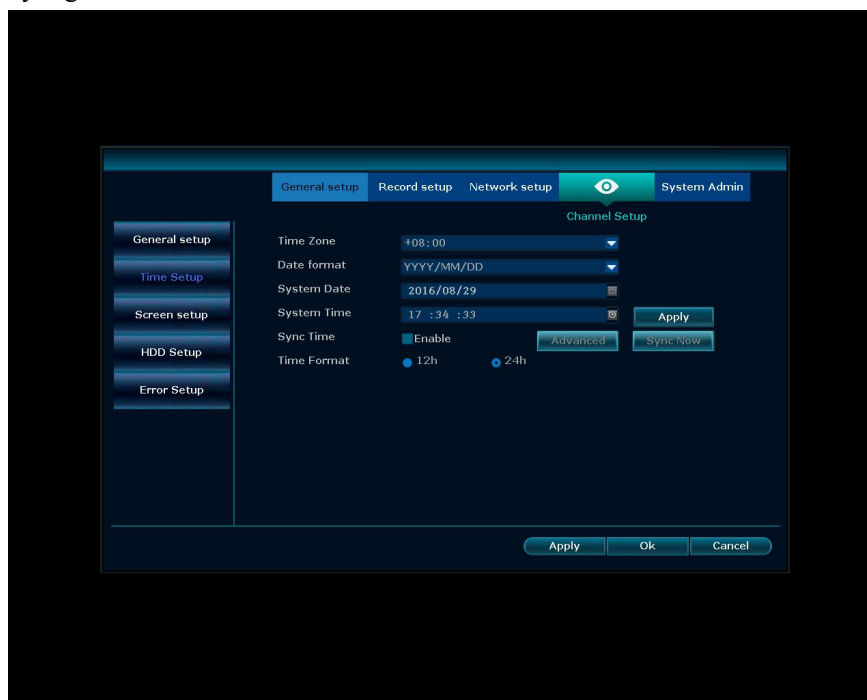 General setup Record setup Network setup System Admin
Channel Setup
General setup
Time Setup
Screen setup
HDD Setup
Error Setup
Time Zone +08:00
Date format YYYY/MM/DD
System Date 2016/08/29
System Time 17 :34 :33 Apply
Sync Time Enable Advanced Sync Now
Time Format 12h 24h
Apply Ok Cancel